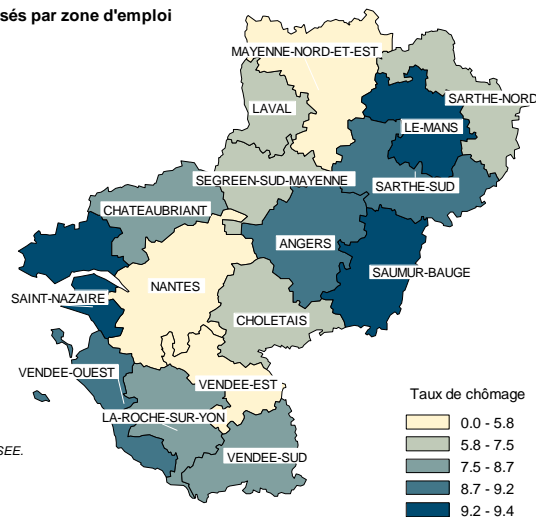 sés par zone d'emploi
MAYENNE-NORD-ET-EST
SARTHE-NORD
LAVAL
LE-MANS
SEGREEN-SUD-MAYENNE
SARTHE-SUD
CHATEAUBRIANT
ANGERS
SAUMUR-BAUGE
NANTES
SAINT-NAZAIRE
CHOLETAIS
VENDEE-OUEST
VENDEE-EST
LA-ROCHE-SUR-YON
VENDEE-SUD
SEE.
Taux de chômage
0.0 - 5.8
5.8 - 7.5
7.5 - 8.7
8.7 - 9.2
9.2 - 9.4